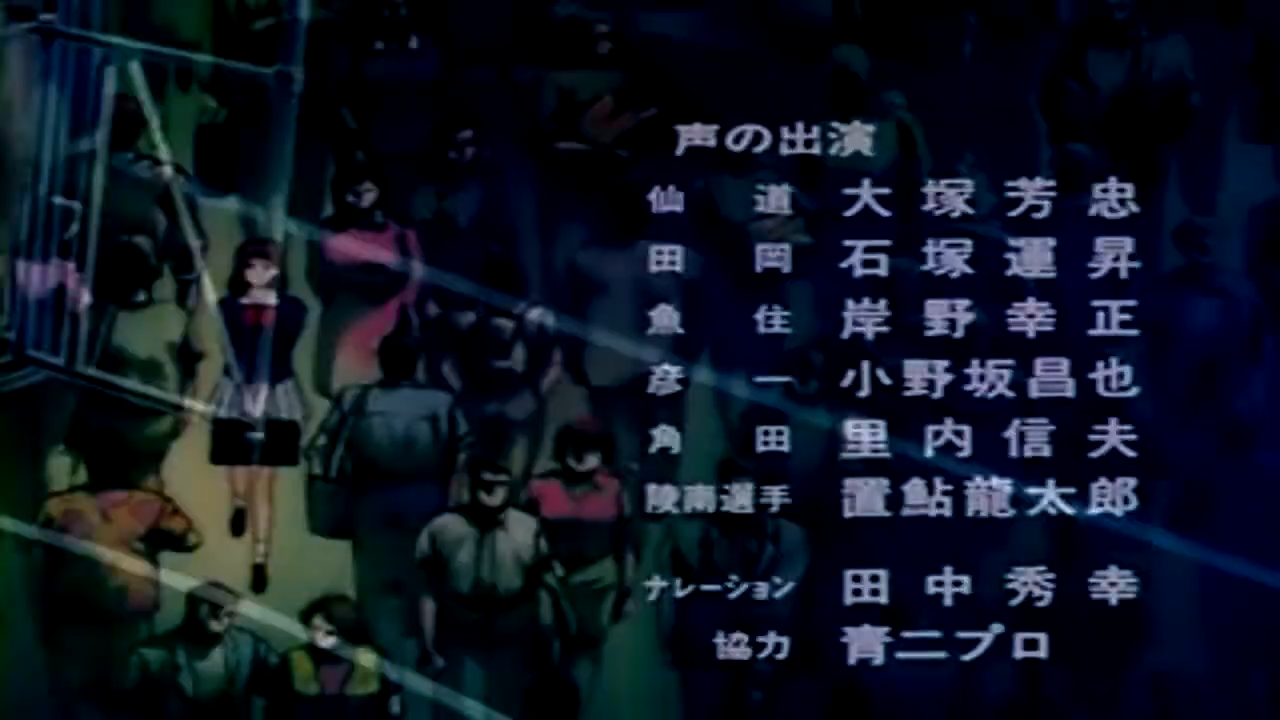 声の出演
仙道 大塚芳忠
田岡 石塚運昇
魚住 岸野幸正
彦一 小野坂昌也
角田 里内信夫
陵南選手 置鮎龍太郎
ナレーション 田中秀幸
協力 青二プロ